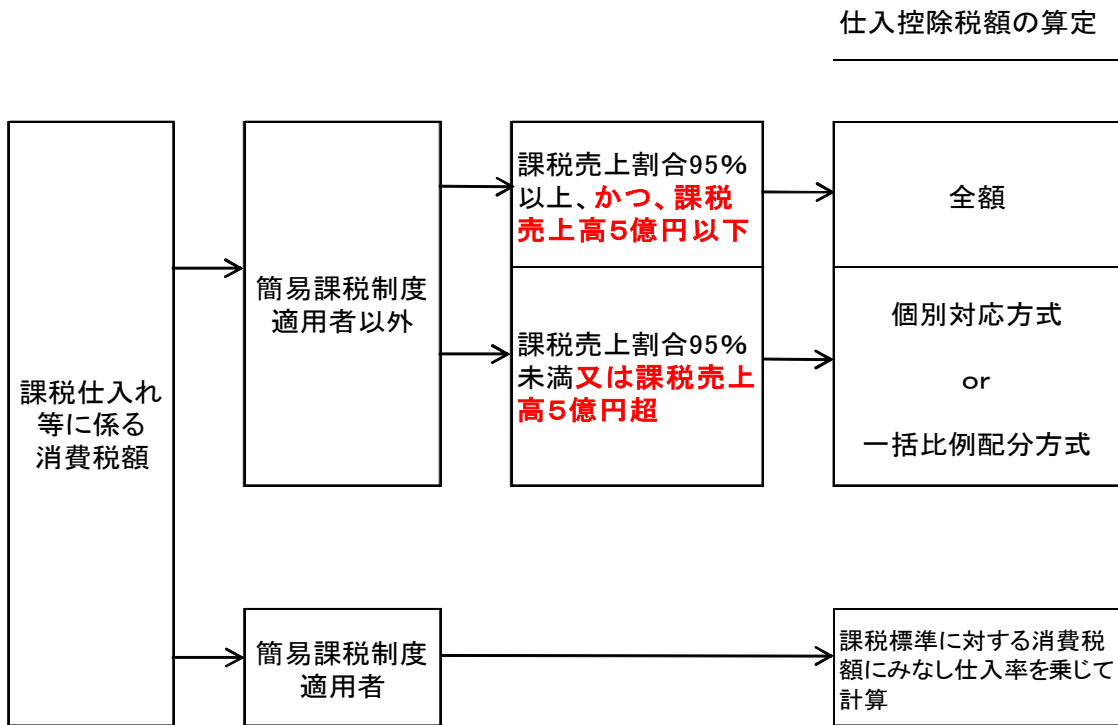 仕入控除税額の算定
課税仕入れ
等に係る
消費税額
簡易課税制度
適用者以外
課税売上割合95%
以上、かつ、課税
売上高5億円以下
全額
課税売上割合95%
未満又は課税売上
高5億円超
個別対応方式
or
一括比例配分方式
簡易課税制度
適用者
課税標準に対する消費税
額にみなし仕入率を乗じて
計算